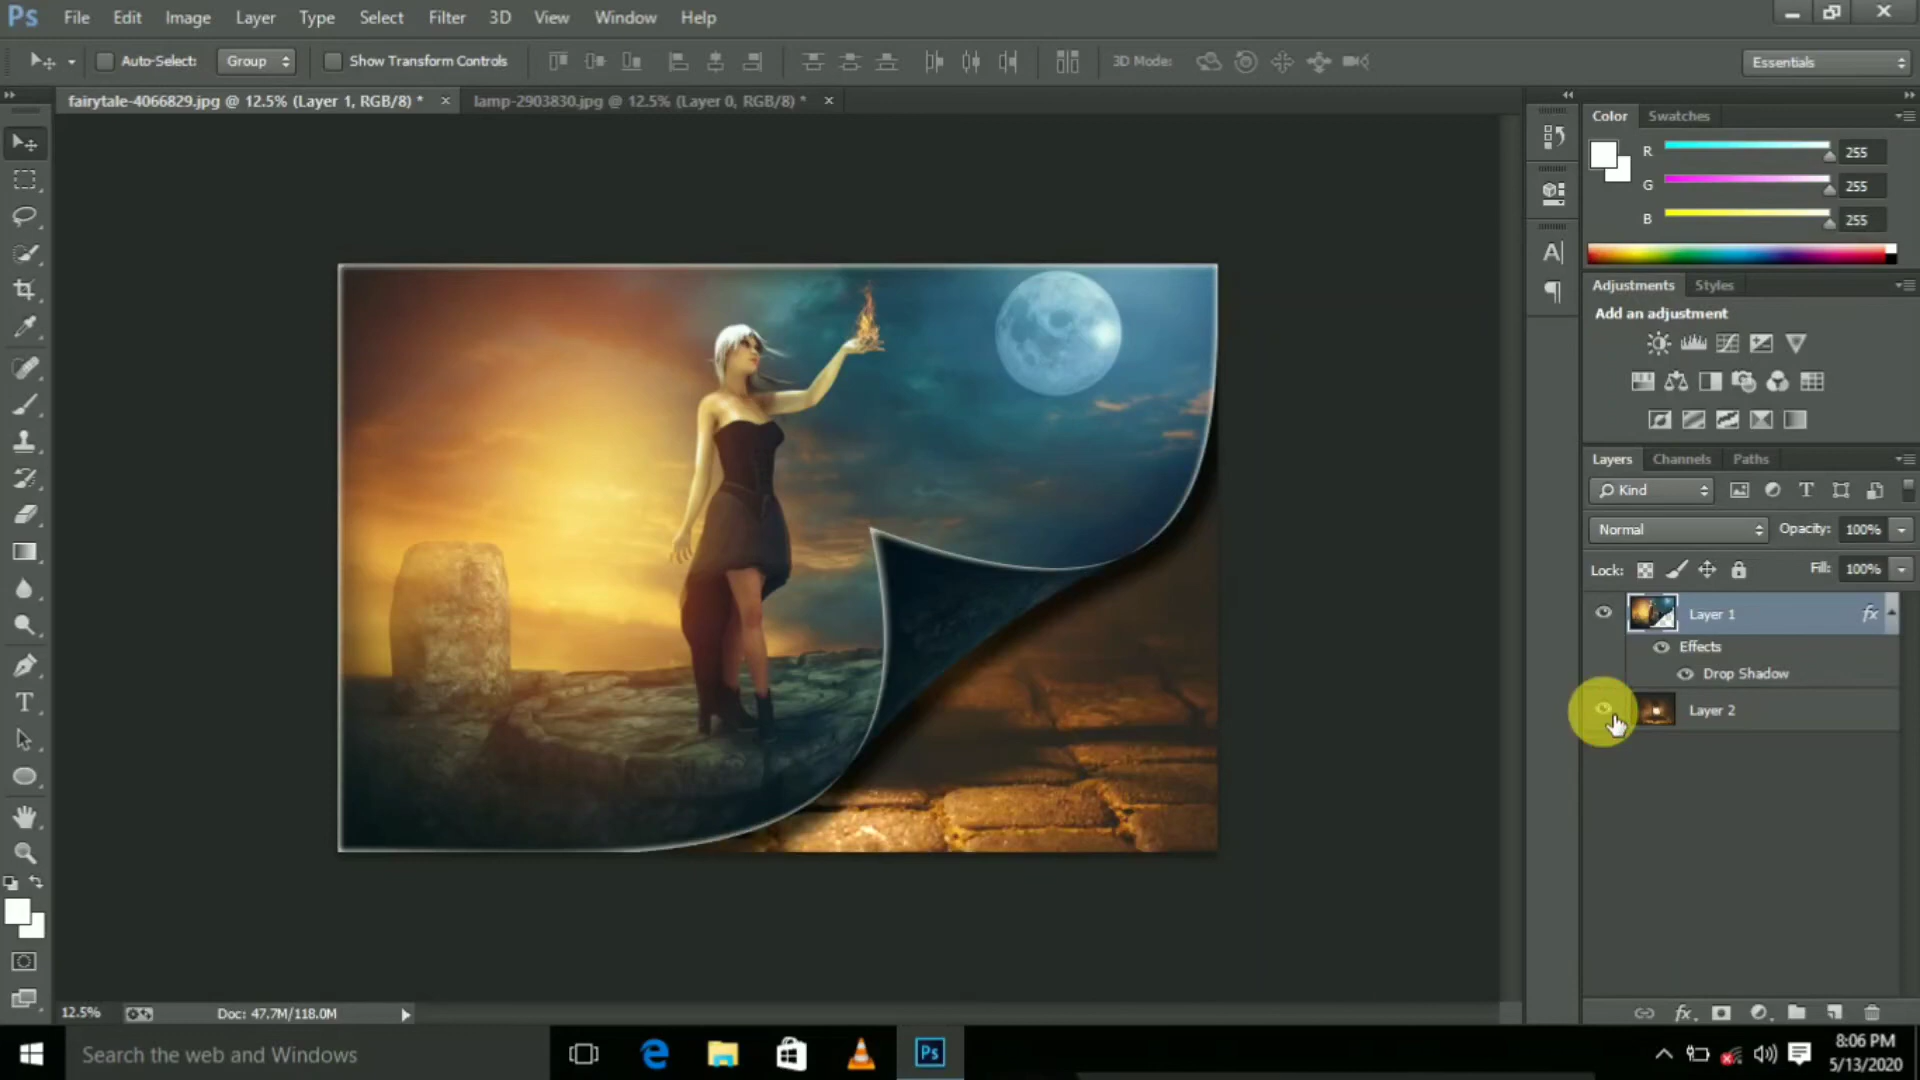 Ps File Edit Image Layer Type Select Filter 3D View Window Help
Auto-Select: Group Show Transform Controls 3D Mode: Essentials
fairytale-4066829.jpg @ 12.5% (Layer 1, RGB/8) * × lamp-2903830.jpg @ 12.5% (Layer 0, RGB/8) * ×
Color Swatches
R 255
G 255
B 255
Adjustments Styles
Add an adjustment
Layers Channels Paths
Kind T
Normal Opacity: 100%
Lock: Fill: 100%
Layer 1 fx
Effects
Drop Shadow
Layer 2
A|
T
12.5% Doc: 47.7M/118.0M
fx.
Search the web and Windows
Ps
8:06 PM
5/13/2020